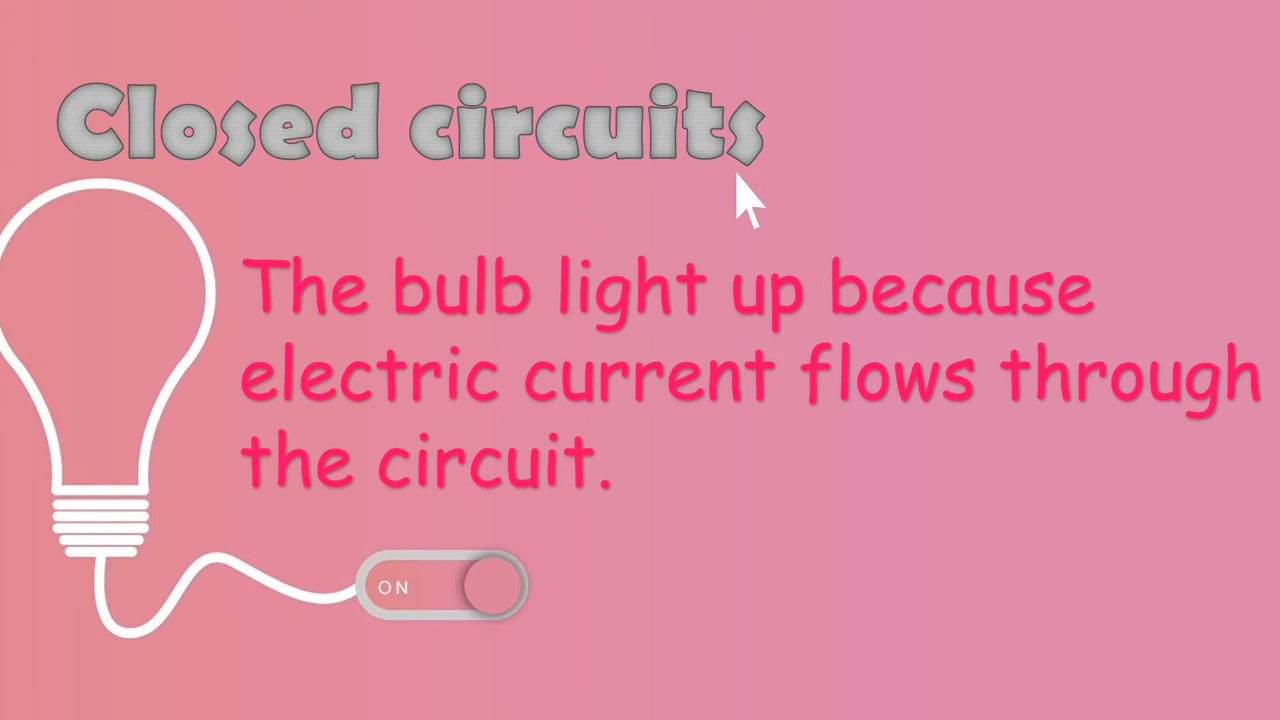 Closed circuits
The bulb light up because
electric current flows through
the circuit.
ON